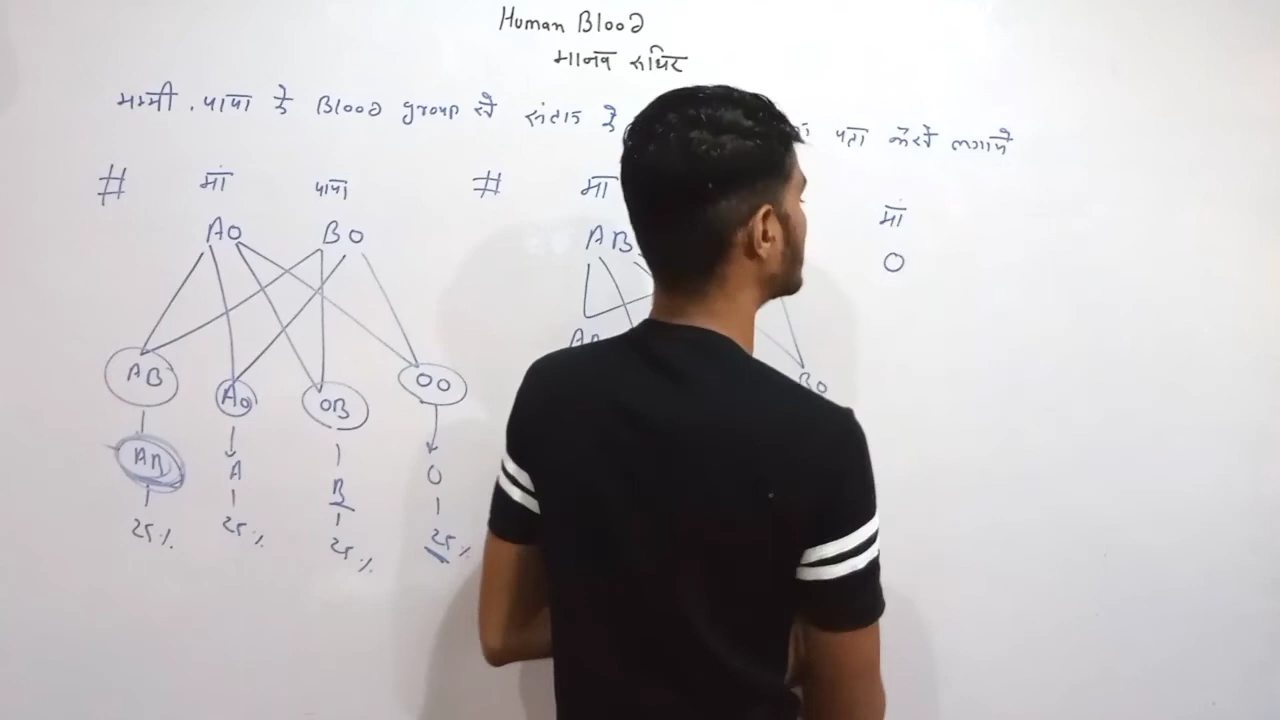 Human Blood
मानव रूधिर
मम्मी, पापा के Blood group से संतान के पता कैसे लगायें
# माँ पापा # माँ माँ
AO BO AB O
AB AO OB OO BO
AB A B O
25% 25% 25% 25%